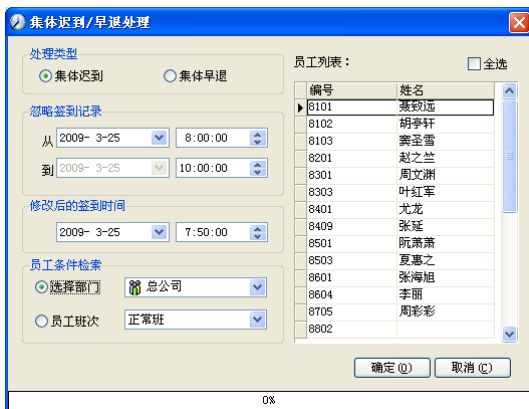 集体迟到/早退处理
处理类型
集体迟到
集体早退
忽略签到记录
从 2009- 3-25 8:00:00
到 2009- 3-25 10:00:00
修改后的签到时间
2009- 3-25 7:50:00
员工条件检索
选择部门 总公司
员工班次 正常班
员工列表：
全选
编号 姓名
8101 聂致远
8102 胡亭轩
8103 窦圣雪
8201 赵之兰
8301 周文渊
8303 叶红军
8401 尤龙
8409 张延
8501 阮萧萧
8503 夏惠之
8601 张海旭
8604 李丽
8705 周彩彩
8802
确定(O) 取消(C)
0%